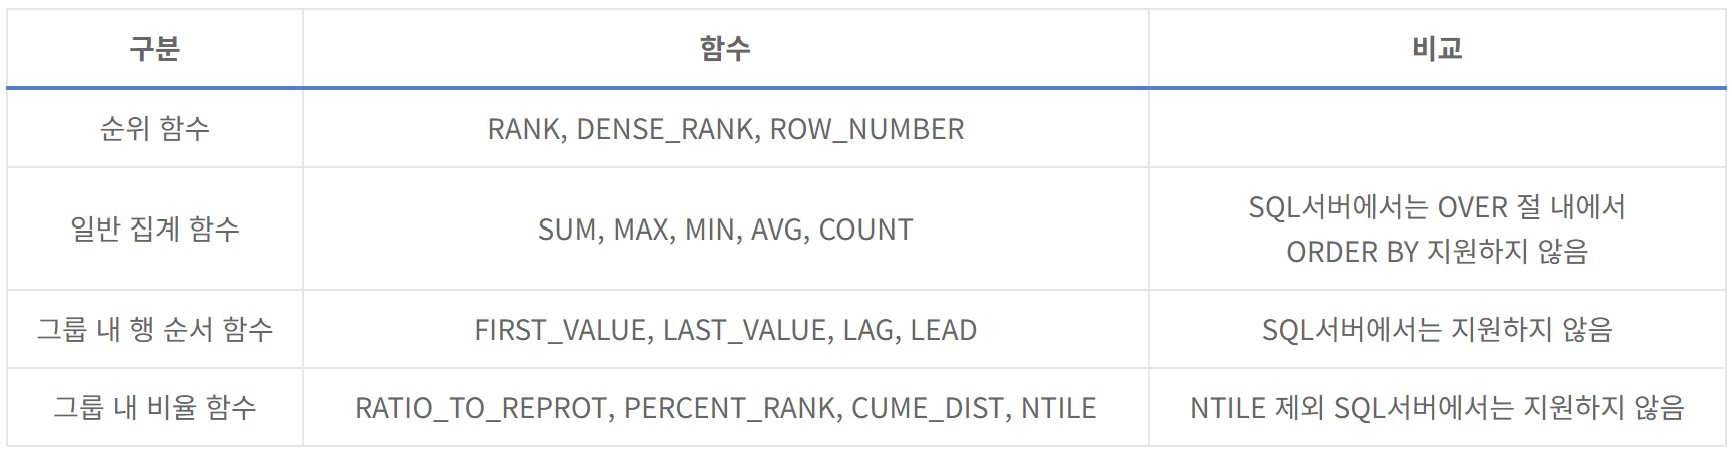 구분 함수 비교
순위 함수 RANK, DENSE_RANK, ROW_NUMBER
일반 집계 함수 SUM, MAX, MIN, AVG, COUNT SQL서버에서는 OVER 절 내에서
ORDER BY 지원하지 않음
그룹 내 행 순서 함수 FIRST_VALUE, LAST_VALUE, LAG, LEAD SQL서버에서는 지원하지 않음
그룹 내 비율 함수 RATIO_TO_REPROT, PERCENT_RANK, CUME_DIST, NTILE NTILE 제외 SQL서버에서는 지원하지 않음